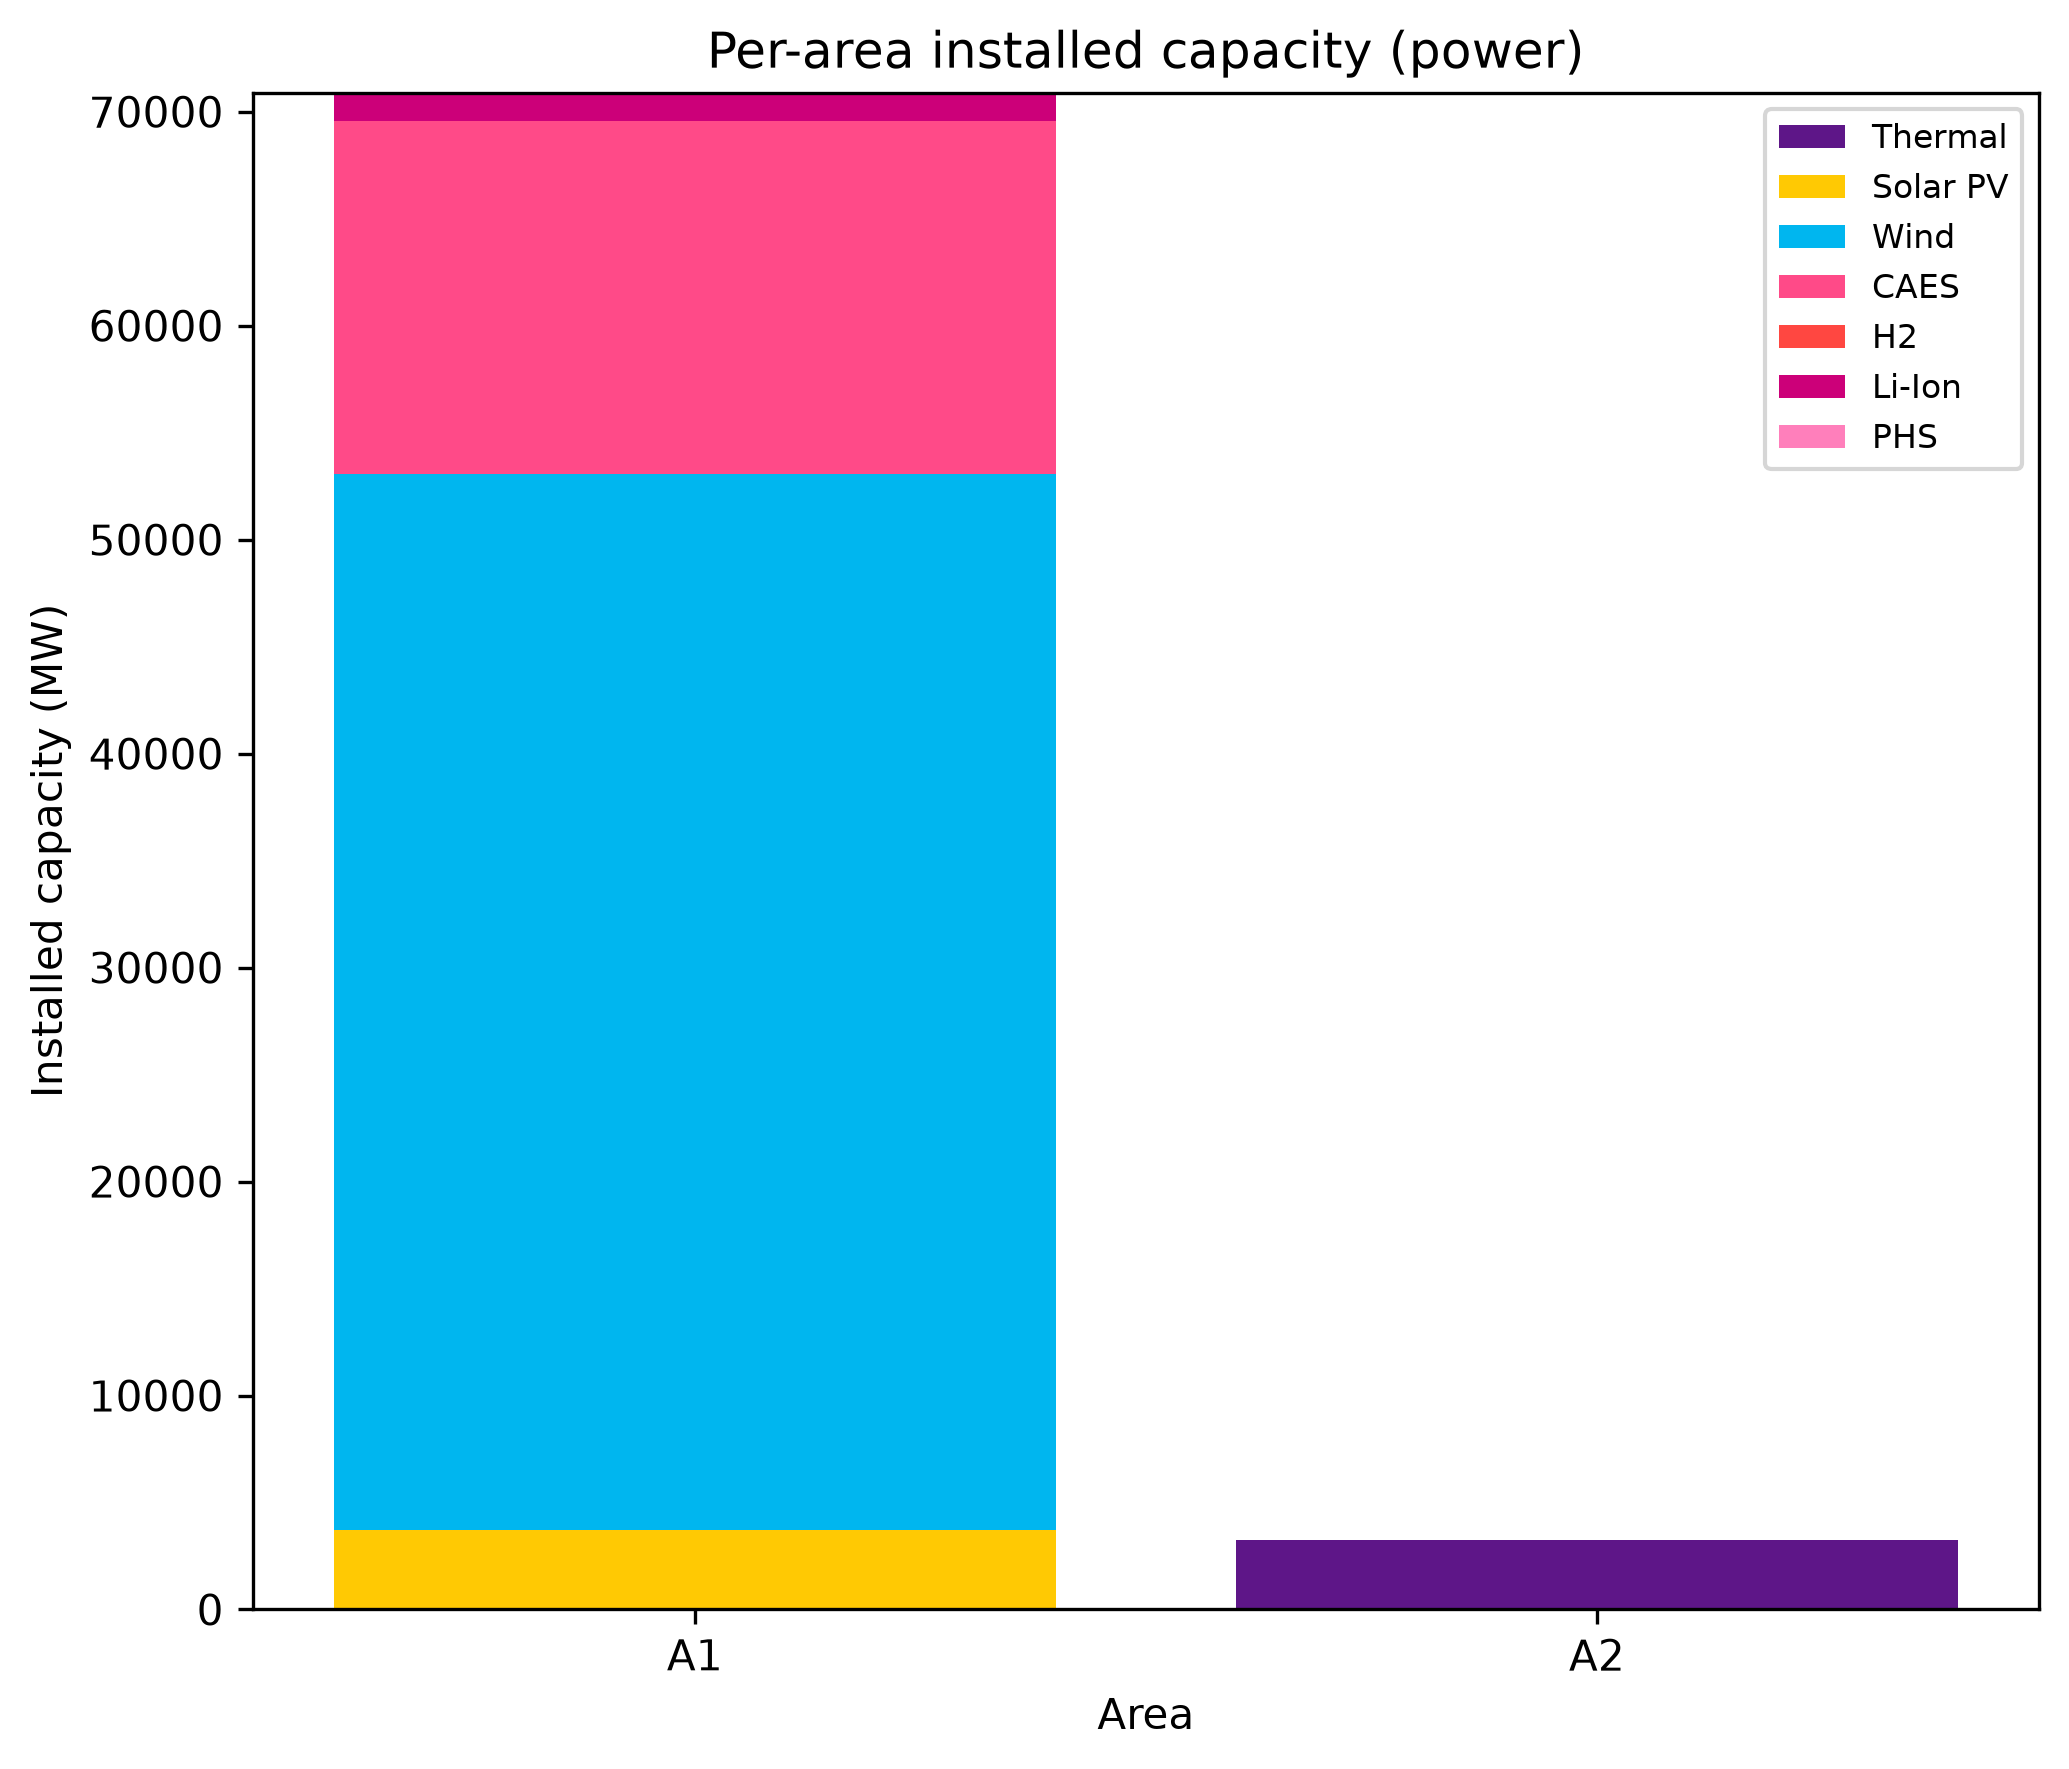 Per-area installed capacity (power)
70000
60000
50000
40000
30000
20000
10000
0
Installed capacity (MW)
Thermal
Solar PV
Wind
CAES
H2
Li-Ion
PHS
A1
A2
Area